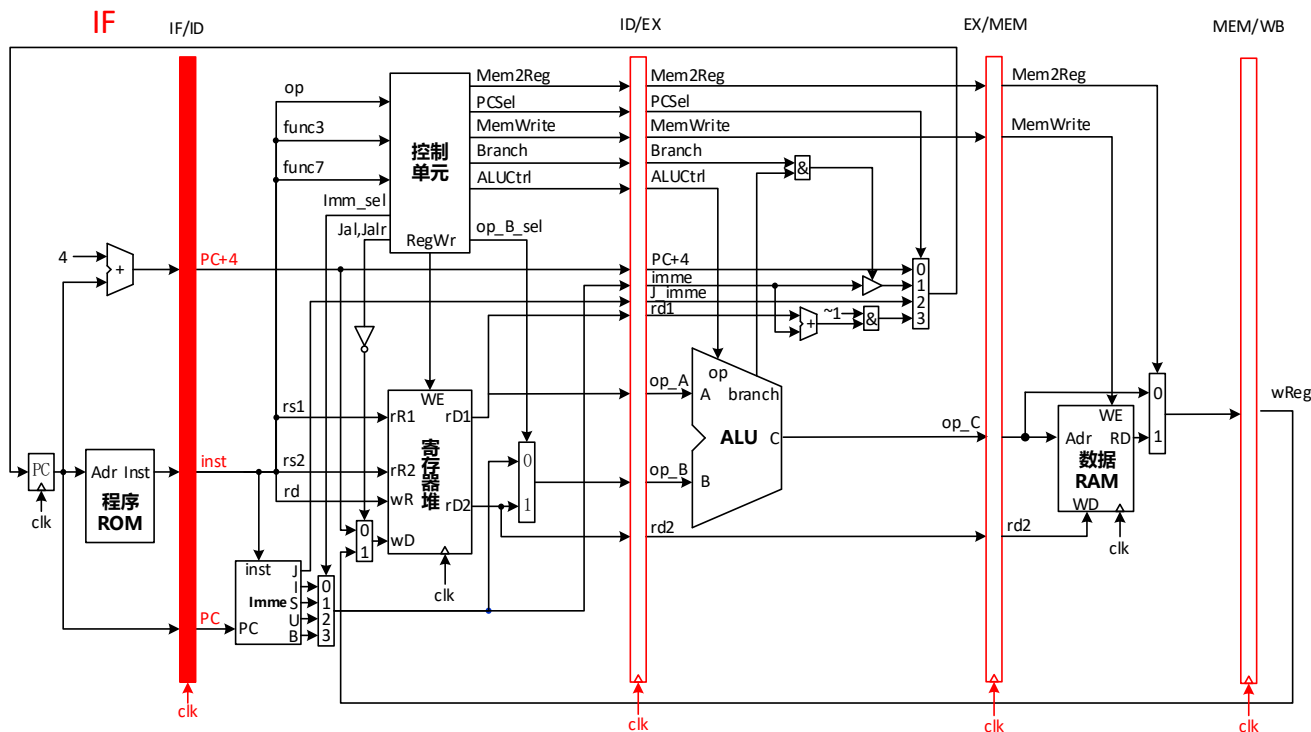 IF
IF/ID
ID/EX
EX/MEM
MEM/WB
op
func3
func7
控制
单元
Mem2Reg
PCSel
MemWrite
Branch
ALUCtrl
Imm_sel
Jal,Jalr
RegWr
op_B_sel
Mem2Reg
PCSel
MemWrite
Branch
ALUCtrl
&
Mem2Reg
MemWrite
4
+
PC+4
PC+4
imme
J_imme
rd1
+
~1
&
0
1
2
3
PC
clk
Adr Inst
程序
ROM
inst
rs1
rs2
rd
WE
rR1
rD1
rR2
wR
rD2
wD
寄存器堆
clk
0
1
0
1
op_A
op_B
op
A
branch
ALU
C
B
op_C
rd2
rd2
WE
Adr
RD
数据
RAM
WD
clk
0
1
wReg
PC
inst
J
I
Imme
S
U
PC
B
0
1
2
3
clk
clk
clk
clk